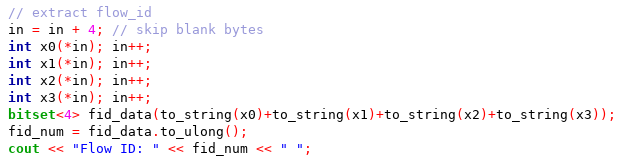 // extract flow_id
in = in + 4; // skip blank bytes
int x0(*in); in++;
int x1(*in); in++;
int x2(*in); in++;
int x3(*in); in++;
bitset<4> fid_data(to_string(x0)+to_string(x1)+to_string(x2)+to_string(x3));
fid_num = fid_data.to_ulong();
cout << "Flow ID: " << fid_num << " ";